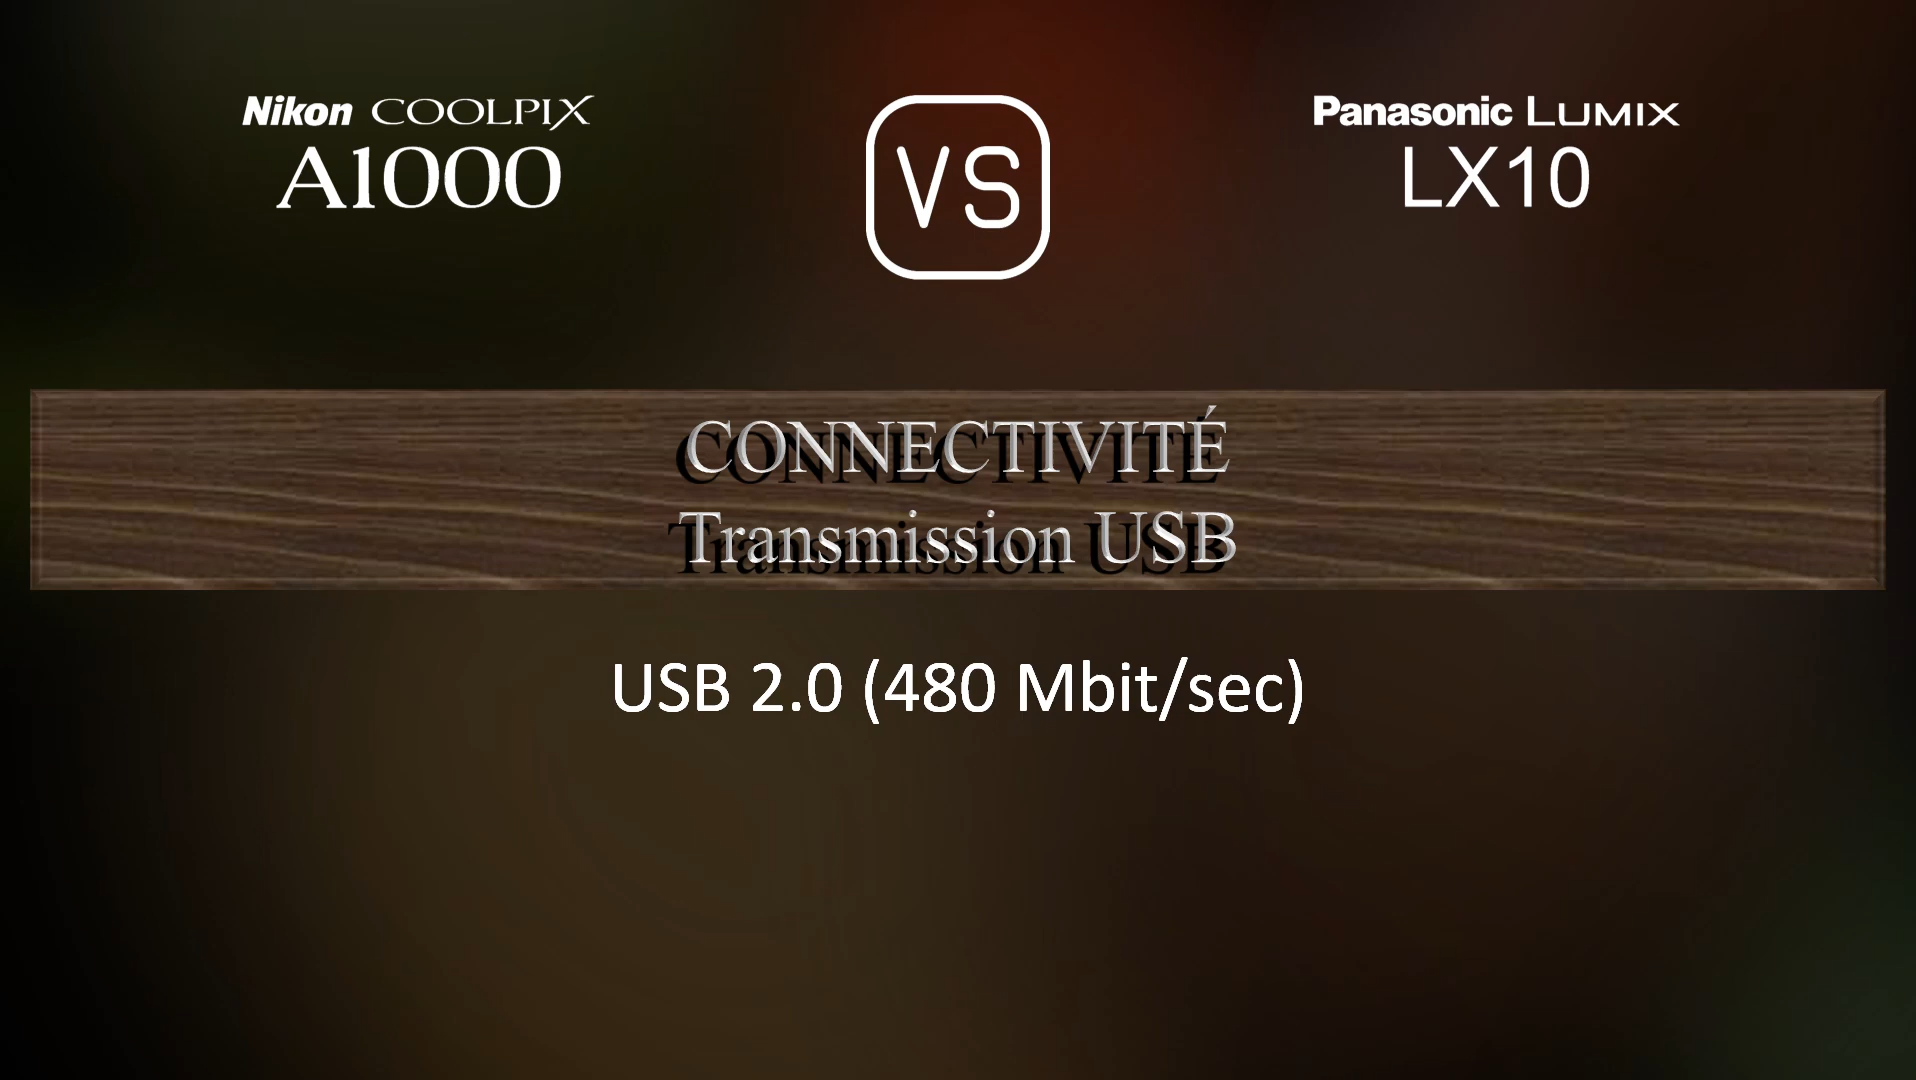 Nikon COOLPIX
A1000
VS
Panasonic LUMIX
LX10
CONNECTIVITÉ
Transmission USB
USB 2.0 (480 Mbit/sec)